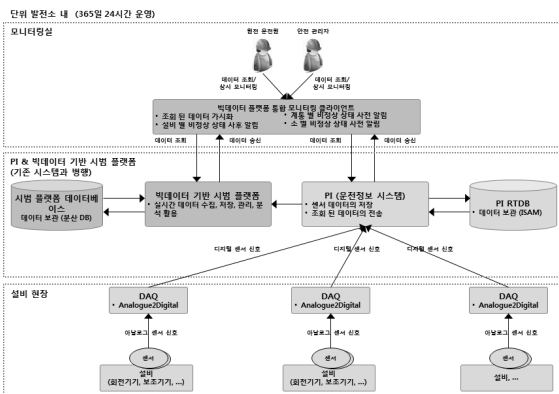 단위 발전소 내 (365일 24시간 운영)
모니터링실
원전 운전원
안전 관리자
데이터 조회/
상시 모니터링
데이터 조회/
상시 모니터링
빅데이터 플랫폼 통합 모니터링 클라이언트
• 조회 된 데이터 가시화
• 설비 별 비정상 상태 사후 알림
• 계통 별 비정상 상태 사전 알림
• 소 별 비정상 상태 사전 알림
데이터 조회
데이터 송신
데이터 조회
데이터 송신
PI & 빅데이터 기반 시범 플랫폼
(기존 시스템과 병행)
시범 플랫폼 데이터베
이스
데이터 보관 (분산 DB)
빅데이터 기반 시범 플랫폼
• 실시간 데이터 수집, 저장, 관리, 분
석 활용
PI (운전정보 시스템)
• 센서 데이터의 저장
• 조회 된 데이터의 전송
PI RTDB
• 데이터 보관 (ISAM)
디지털 센서 신호
디지털 센서 신호
디지털 센서 신호
설비 현장
DAQ
• Analogue2Digital
DAQ
• Analogue2Digital
DAQ
• Analogue2Digital
아날로그 센서 신호
아날로그 센서 신호
아날로그 센서 신호
센서
센서
센서
설비
(회전기기, 보조기기, ...)
설비
(회전기기, 보조기기, ...)
설비, ...